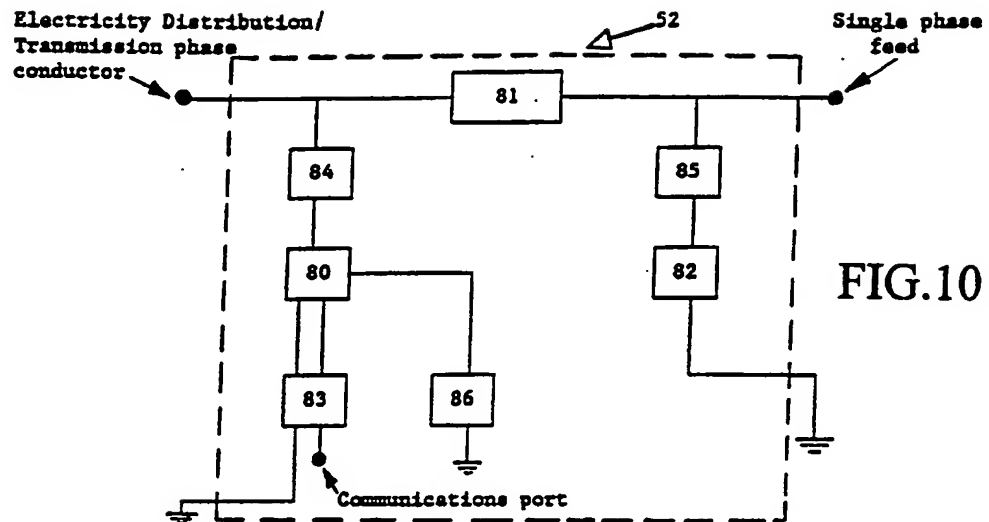 Electricity Distribution/
Transmission phase
conductor
52
Single phase
feed
81
84
85
80
82
FIG.10
83
86
Communications port